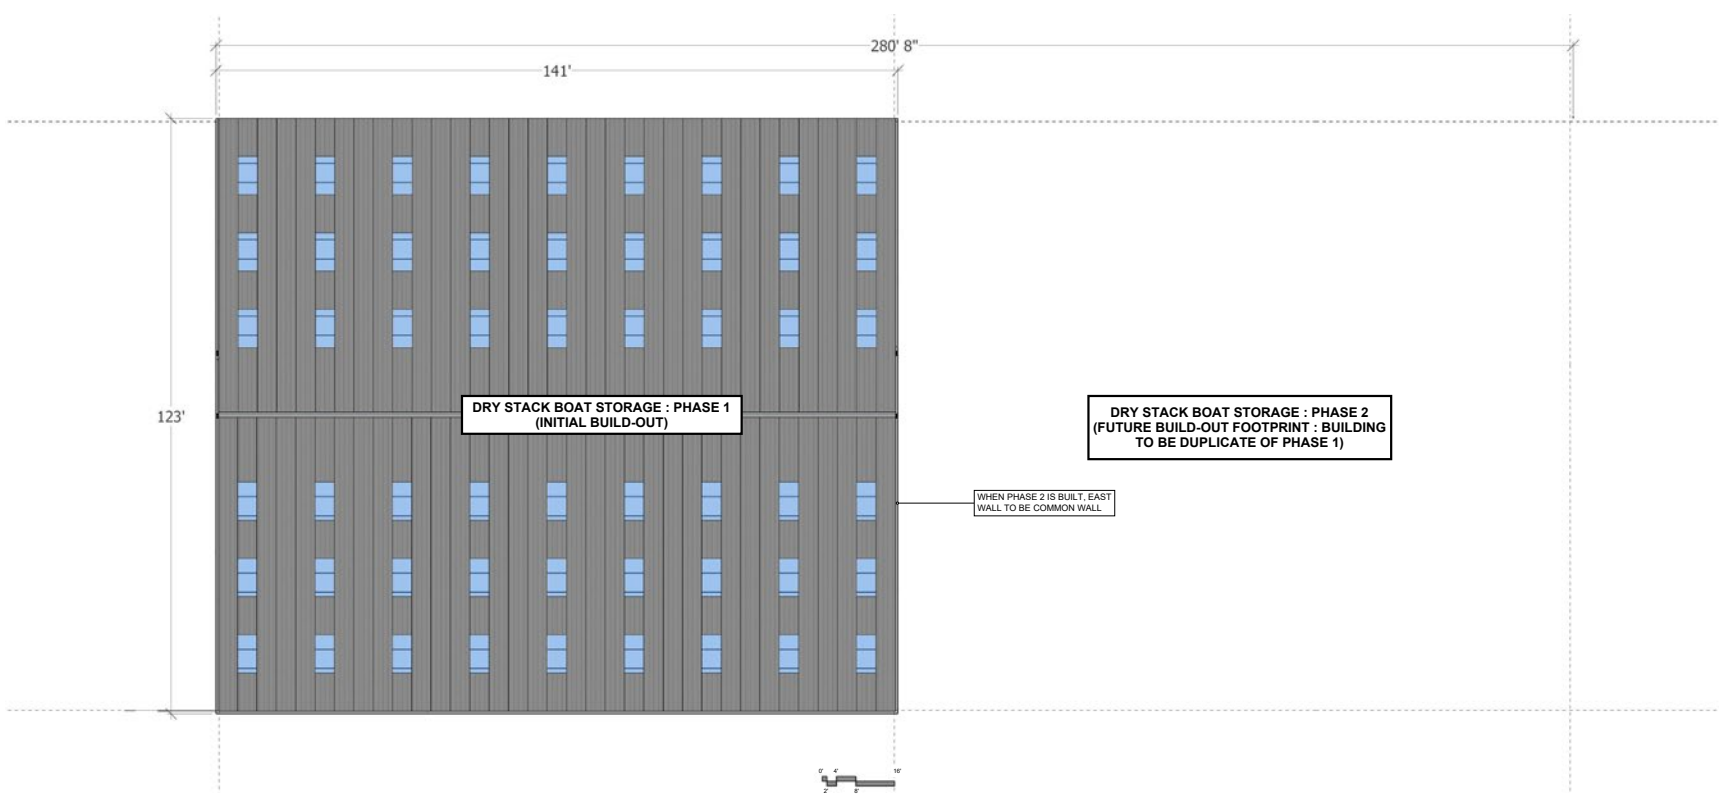 280' 8"
141'
123'
DRY STACK BOAT STORAGE : PHASE 1
(INITIAL BUILD-OUT)
DRY STACK BOAT STORAGE : PHASE 2
(FUTURE BUILD-OUT FOOTPRINT : BUILDING
TO BE DUPLICATE OF PHASE 1)
WHEN PHASE 2 IS BUILT, EAST
WALL TO BE COMMON WALL
0' 4' 16'
2' 8'